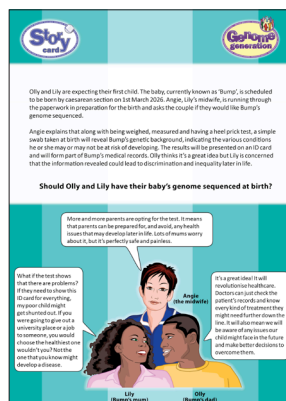 Story
card
Genome
generation
Olly and Lily are expecting their first child. The baby, currently known as 'Bump', is scheduled
to be born by caesarean section on 1st March 2026. Angie, Lily's midwife, is running through
the paperwork in preparation for the birth and asks the couple if they would like Bump's
genome sequenced.
Angie explains that along with being weighed, measured and having a heel prick test, a simple
swab taken at birth will reveal Bump's genetic background, indicating the various conditions
he or she may or may not be at risk of developing. The results will be presented on an ID card
and will form part of Bump's medical records. Olly thinks it's a great idea but Lily is concerned
that the information revealed could lead to discrimination and inequality later in life.
Should Olly and Lily have their baby's genome sequenced at birth?
More and more parents are opting for the test. It means
that parents can be prepared for, and avoid, any health
issues that may develop later in life. Lots of mums worry
about it, but it's perfectly safe and painless.
What if the test shows
that there are problems?
If they need to show this
ID card for everything,
my poor child might
get shunted out. If you
were going to give out a
university place or a job
to someone, you would
choose the healthiest one
wouldn't you? Not the
one that you know might
develop a disease.
Angie
(the midwife)
It's a great idea! It will
revolutionise healthcare.
Doctors can just check the
patient's records and know
every kind of treatment they
might need further down the
line. It will also mean we will
be aware of any issues our
child might face in the future
and make better decisions to
overcome them.
Lily
(Bump's mum)
Olly
(Bump's dad)